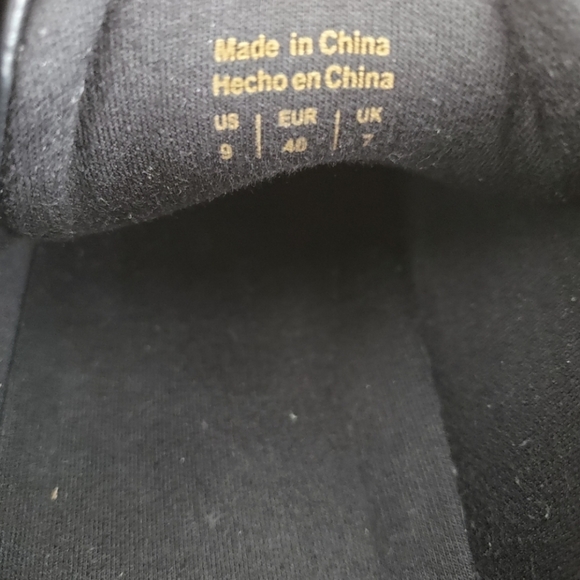 Made in China
Hecho en China
US | EUR | UK
9 | 40 | 7